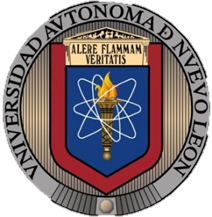 VNIVERSIDAD AVTONOMA Đ NVEVO LEON
ALERE FLAMMAM
VERITATIS